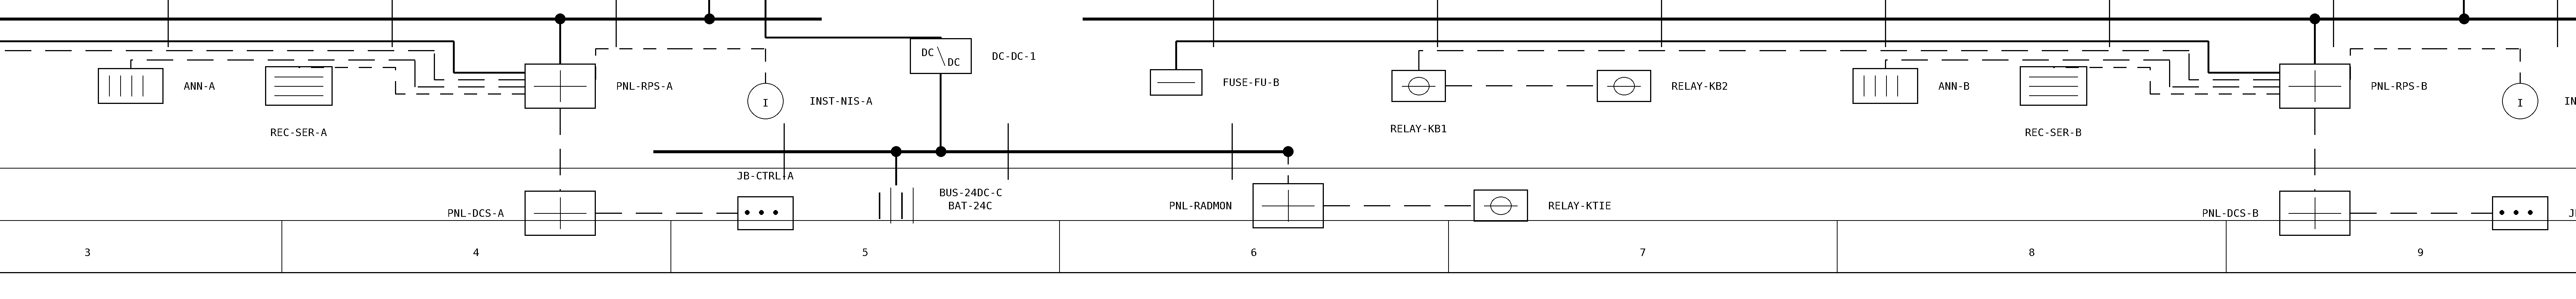 DC
DC
DC-DC-1
ANN-A
PNL-RPS-A
INST-NIS-A
I
FUSE-FU-B
RELAY-KB2
ANN-B
PNL-RPS-B
I
REC-SER-A
RELAY-KB1
REC-SER-B
JB-CTRL-A
BUS-24DC-C
BAT-24C
PNL-DCS-A
PNL-RADMON
RELAY-KTIE
PNL-DCS-B
3
4
5
6
7
8
9